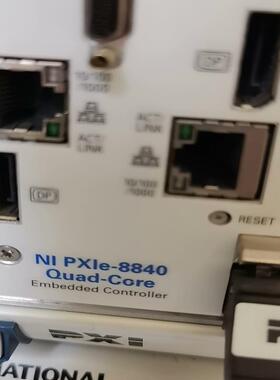 10/100
/1000
ACT/
LINK
DP
ACT/
LINK
10/100
/1000
DP
RESET
NI PXIe-8840
Quad-Core
Embedded Controller
PXI
NATIONAL